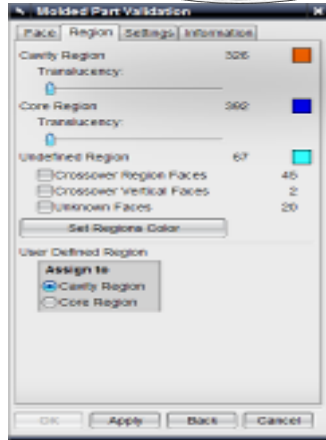 Molded Part Validation
Face Region Settings Information
Cavity Region 326
Translucency:
Core Region 392
Translucency:
Undefined Region 67
Crossover Region Faces 45
Crossover Vertical Faces 2
Unknown Faces 20
Set Regions Color
User Defined Region
Assign to
Cavity Region
Core Region
OK Apply Back Cancel